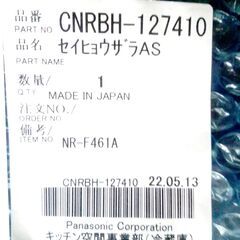 品番 CNRBH-127410
PART NO
品名 セイヒョウザラAS
PART NAME
数量/ 1
Q'TY MADE IN JAPAN
注文NO./
ORDER NO
備考/
ITEM NO NR-F461A
CNRBH-127410 22.05.13
Panasonic Corporation
キッチン空間事業部(冷蔵庫)